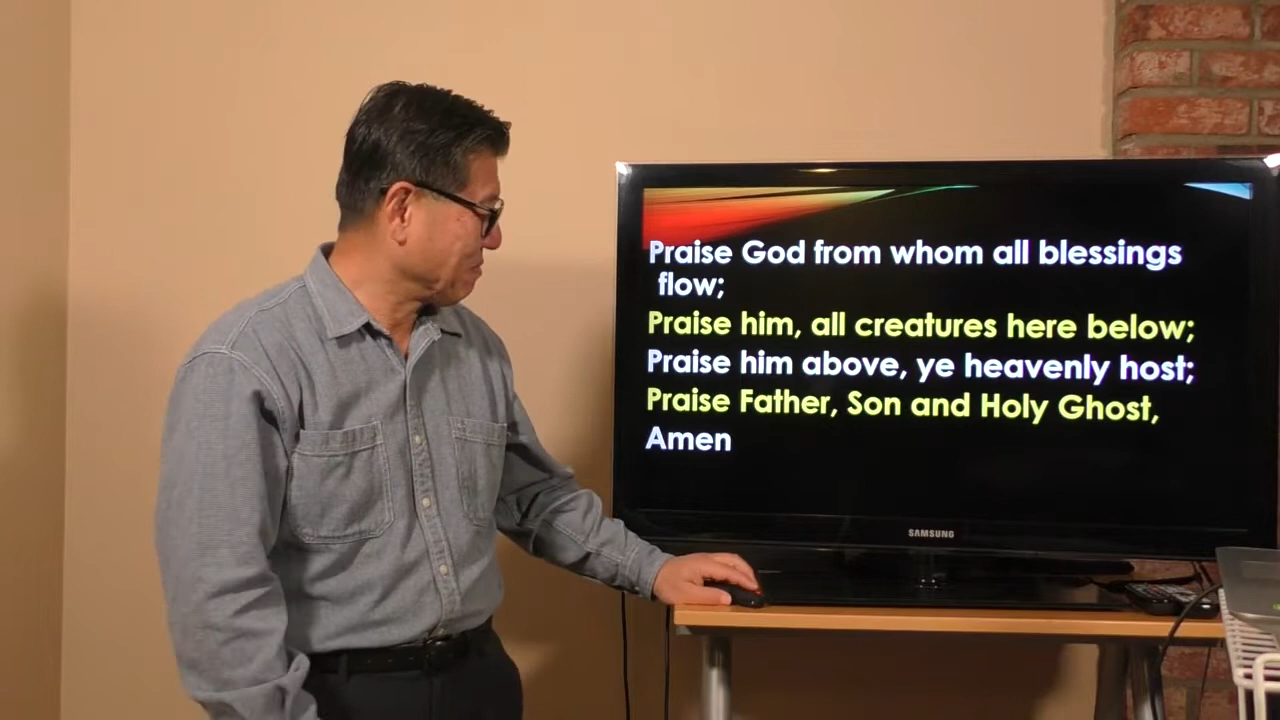 Praise God from whom all blessings
flow;
Praise him, all creatures here below;
Praise him above, ye heavenly host;
Praise Father, Son and Holy Ghost,
Amen
SAMSUNG